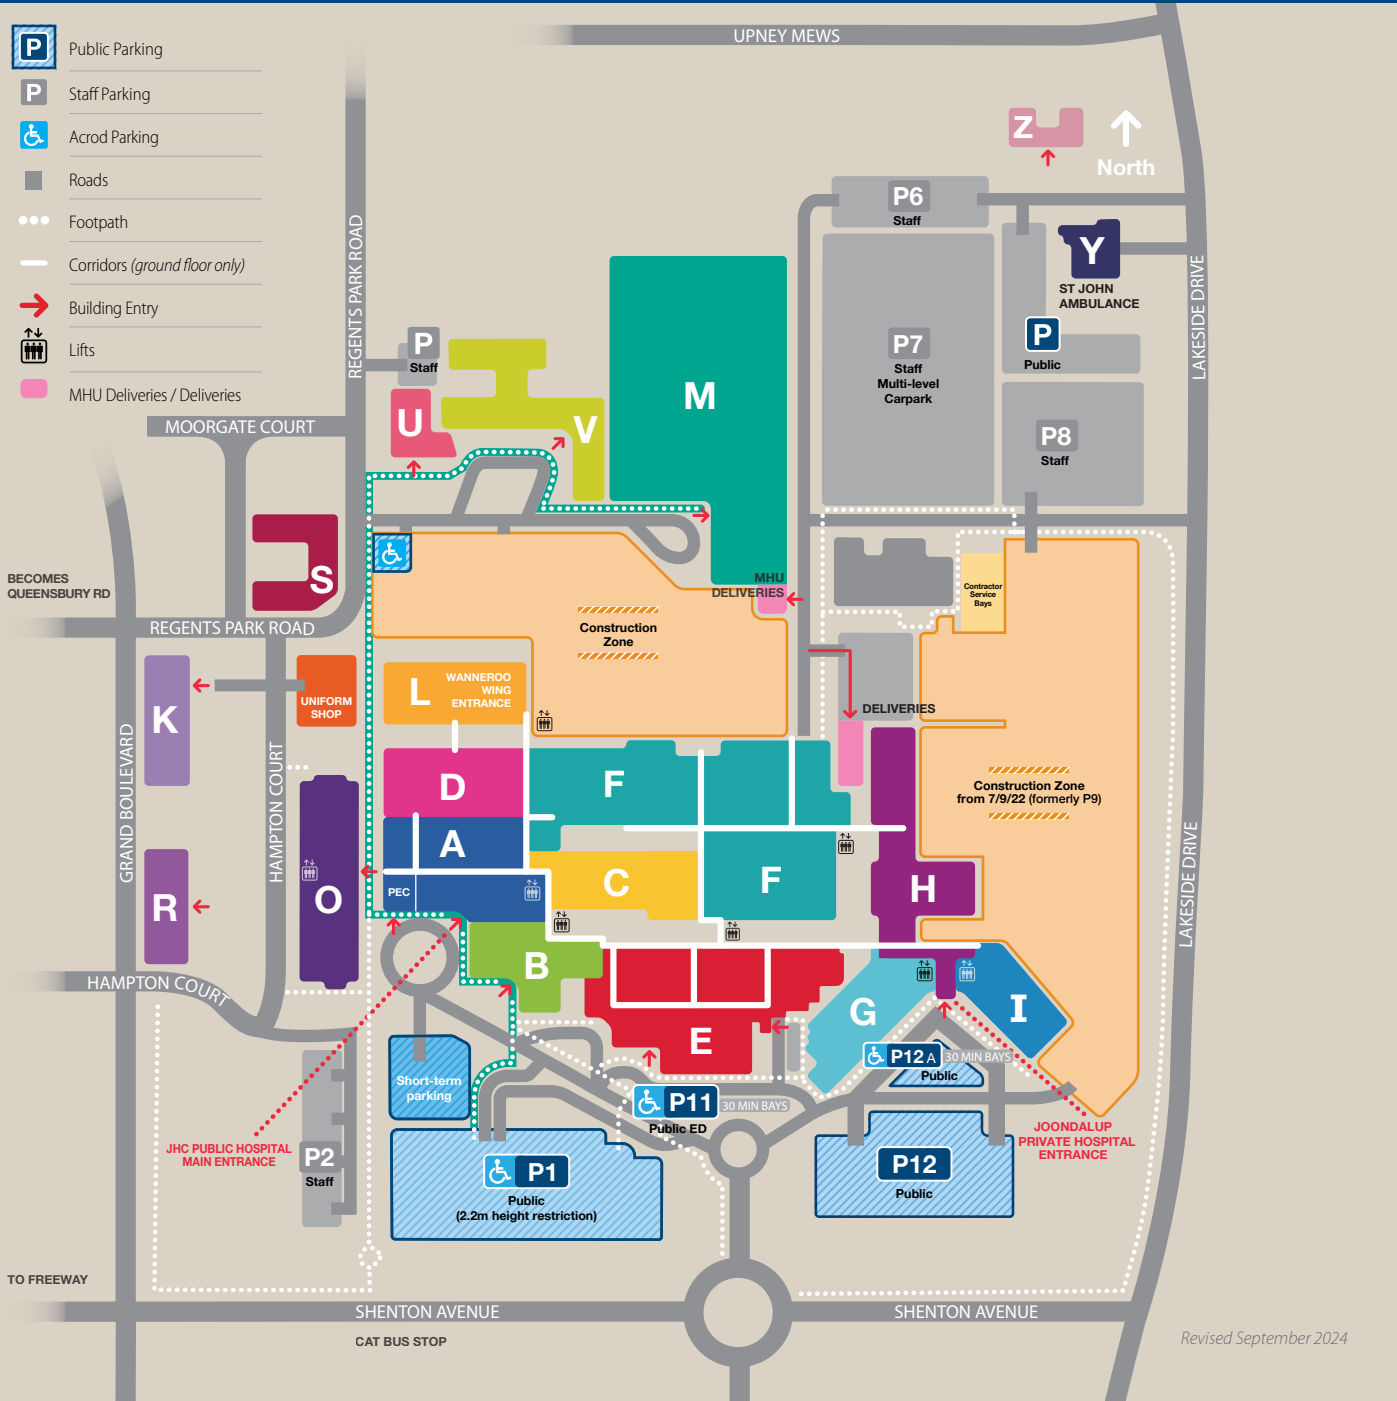 P
Public Parking
P
Staff Parking
Acrod Parking
Roads
Footpath
Corridors (ground floor only)
Building Entry
Lifts
MHU Deliveries / Deliveries
UPNEY MEWS
Z
North
P6
Staff
Y
ST JOHN
AMBULANCE
REGENTS PARK ROAD
LAKESIDE DRIVE
P
Staff
P7
Staff
Multi-level
Carpark
P
Public
M
U
V
MOORGATE COURT
P8
Staff
S
BECOMES
QUEENSBURY RD
REGENTS PARK ROAD
MHU
DELIVERIES
Contractor
Service
Bays
Construction
Zone
K
UNIFORM
SHOP
L
WANNEROO
WING
ENTRANCE
DELIVERIES
GRAND BOULEVARD
HAMPTON COURT
D
F
Construction Zone
from 7/9/22 (formerly P9)
A
PEC
C
F
H
R
O
LAKESIDE DRIVE
B
HAMPTON COURT
G
I
E
P12 A
30 MIN BAYS
Public
Short-term
parking
P11
30 MIN BAYS
Public ED
JHC PUBLIC HOSPITAL
MAIN ENTRANCE
P2
Staff
P1
Public
(2.2m height restriction)
P12
Public
JOONDALUP
PRIVATE HOSPITAL
ENTRANCE
TO FREEWAY
SHENTON AVENUE
SHENTON AVENUE
CAT BUS STOP
Revised September 2024